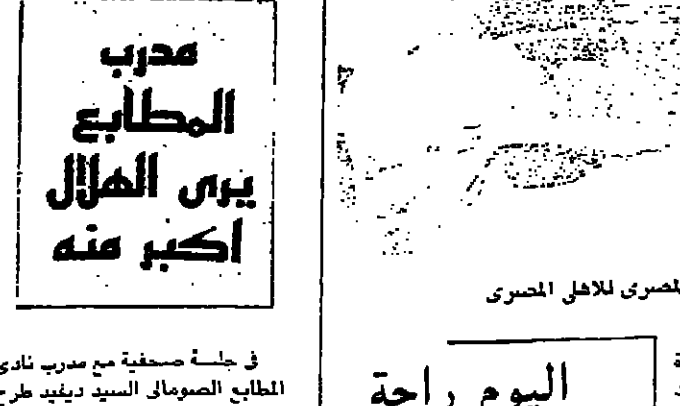 مدرب
المطابع
يرى الهلال
اكبر منه
في جلسة صحفية مع مدرب نادي
المطابع الصومالى السيد ديفيد طرح
المصرى للاهلى المصرى
اليوم راحة